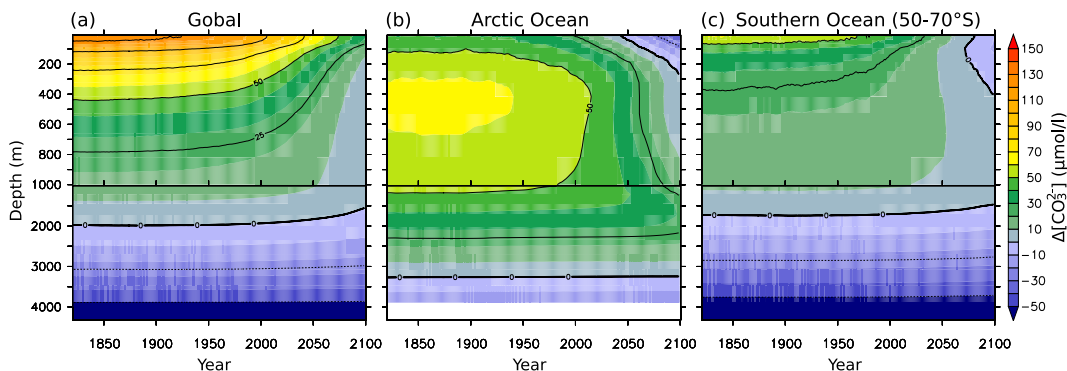 (a) Gobal
(b) Arctic Ocean
(c) Southern Ocean (50-70°S)
Depth (m)
200
400
600
800
1000
2000
3000
4000
50
25
0 0 0 0
50
0 0 0 0
0
0 0 0 0
1850 1900 1950 2000 2050 2100
1850 1900 1950 2000 2050 2100
1850 1900 1950 2000 2050 2100
Year
Year
Year
150
130
110
90
70
50
30
10
−10
−30
−50
Δ[CO₃²⁻] (μmol/l)